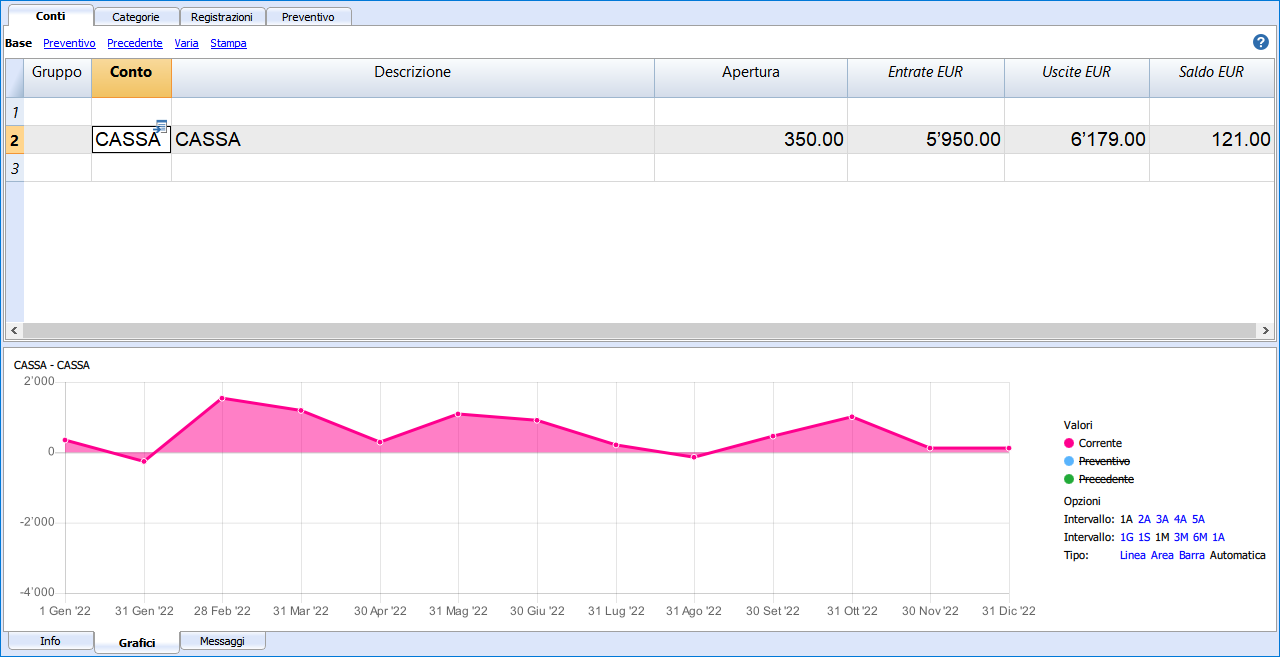 Conti Categorie Registrazioni Preventivo
Base Preventivo Precedente Varia Stampa ?
Gruppo Conto Descrizione Apertura Entrate EUR Uscite EUR Saldo EUR
1
2 CASSA CASSA 350.00 5’950.00 6’179.00 121.00
3
CASSA - CASSA
2’000
0
-2’000
-4’000
1 Gen '22 31 Gen '22 28 Feb '22 31 Mar '22 30 Apr '22 31 Mag '22 30 Giu '22 31 Lug '22 31 Ago '22 30 Set '22 31 Ott '22 30 Nov '22 31 Dic '22
Valori
Corrente
Preventivo
Precedente
Opzioni
Intervallo: 1A 2A 3A 4A 5A
Intervallo: 1G 1S 1M 3M 6M 1A
Tipo: Linea Area Barra Automatica
Info Grafici Messaggi